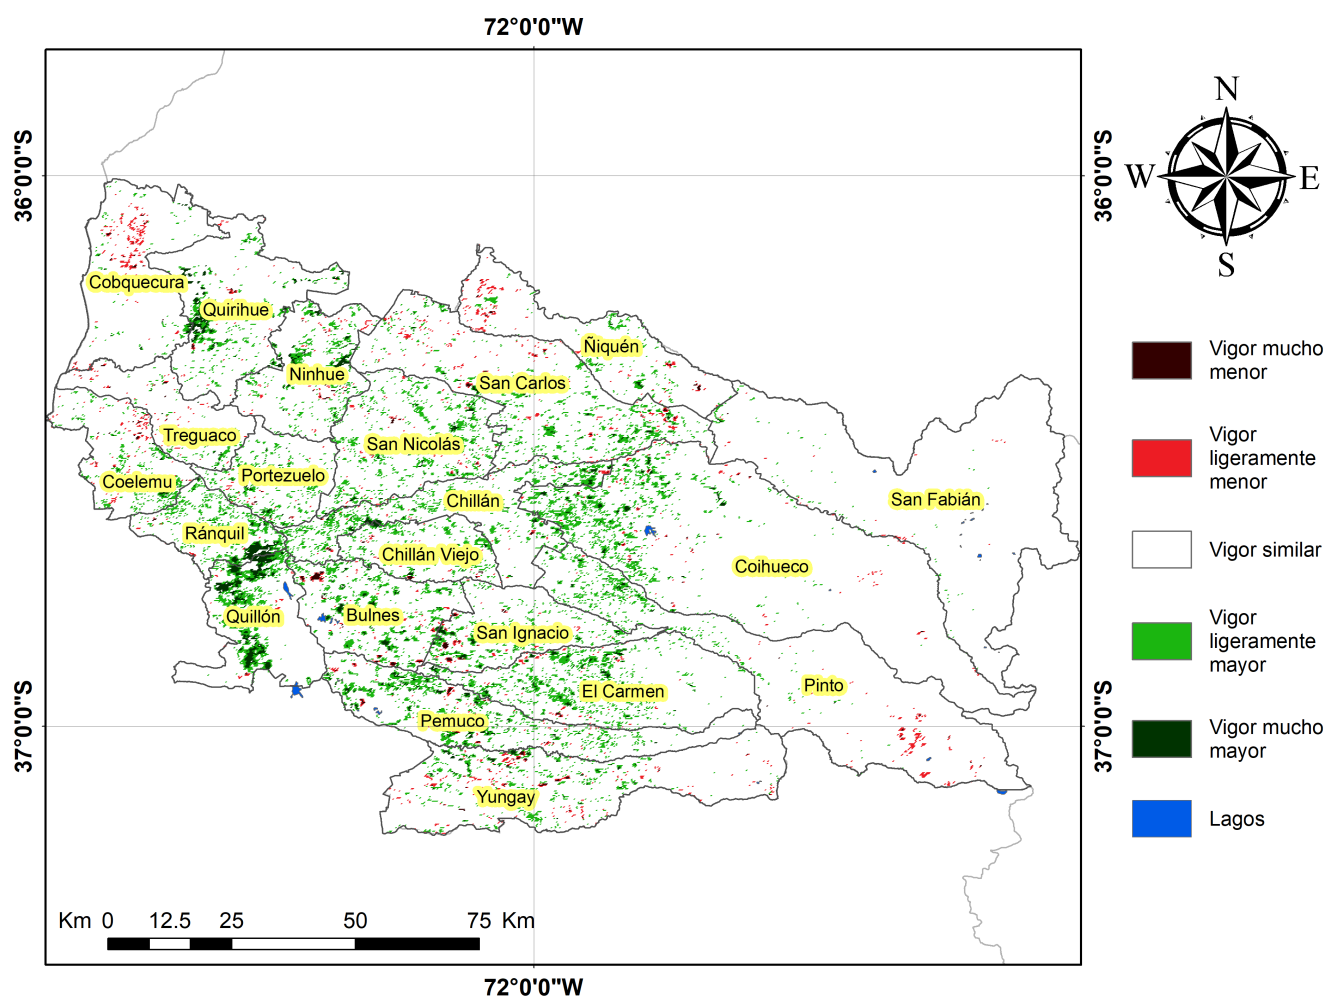 72°0'0"W
36°0'0"S
36°0'0"S
N
W
E
S
Cobquecura
Quirihue
Ñiquén
Ninhue
San Carlos
Treguaco
San Nicolás
Coelemu
Portezuelo
Chillán
San Fabián
Ránquil
Chillán Viejo
Coihueco
Quillón
Bulnes
San Ignacio
El Carmen
Pinto
Pemuco
Yungay
37°0'0"S
37°0'0"S
Vigor mucho
menor
Vigor
ligeramente
menor
Vigor similar
Vigor
ligeramente
mayor
Vigor mucho
mayor
Lagos
Km 0 12.5 25 50 75 Km
72°0'0"W